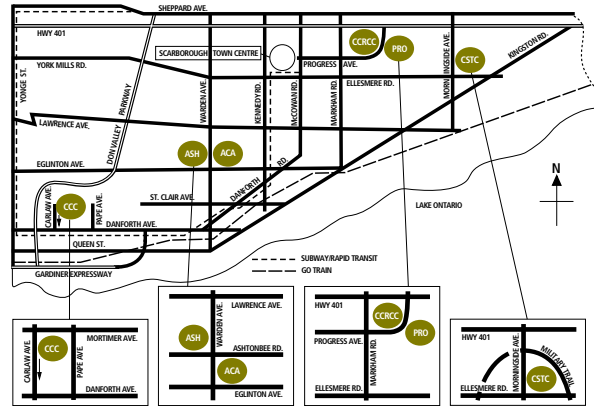 SHEPPARD AVE.
HWY 401
SCARBOROUGH TOWN CENTRE
CCRCC
PRO
CSTC
KINGSTON RD.
YORK MILLS RD.
PROGRESS AVE.
ELLESMERE RD.
YONGE ST.
DON VALLEY PARKWAY
WARDEN AVE.
KENNEDY RD.
McCOWAN RD.
MARKHAM RD.
MORNINGSIDE AVE.
LAWRENCE AVE.
ASH
ACA
EGLINTON AVE.
DANFORTH RD.
CARLAW AVE.
CCC
PAPE AVE.
ST. CLAIR AVE.
LAKE ONTARIO
N
DANFORTH AVE.
QUEEN ST.
SUBWAY/RAPID TRANSIT
GO TRAIN
GARDINER EXPRESSWAY
CARLAW AVE.
CCC
PAPE AVE.
MORTIMER AVE.
DANFORTH AVE.
WARDEN AVE.
LAWRENCE AVE.
ASH
ASHTONBEE RD.
ACA
EGLINTON AVE.
HWY 401
CCRCC
PRO
PROGRESS AVE.
MARKHAM RD.
ELLESMERE RD.
HWY 401
MORNINGSIDE AVE.
MILITARY TRAIL
CSTC
ELLESMERE RD.